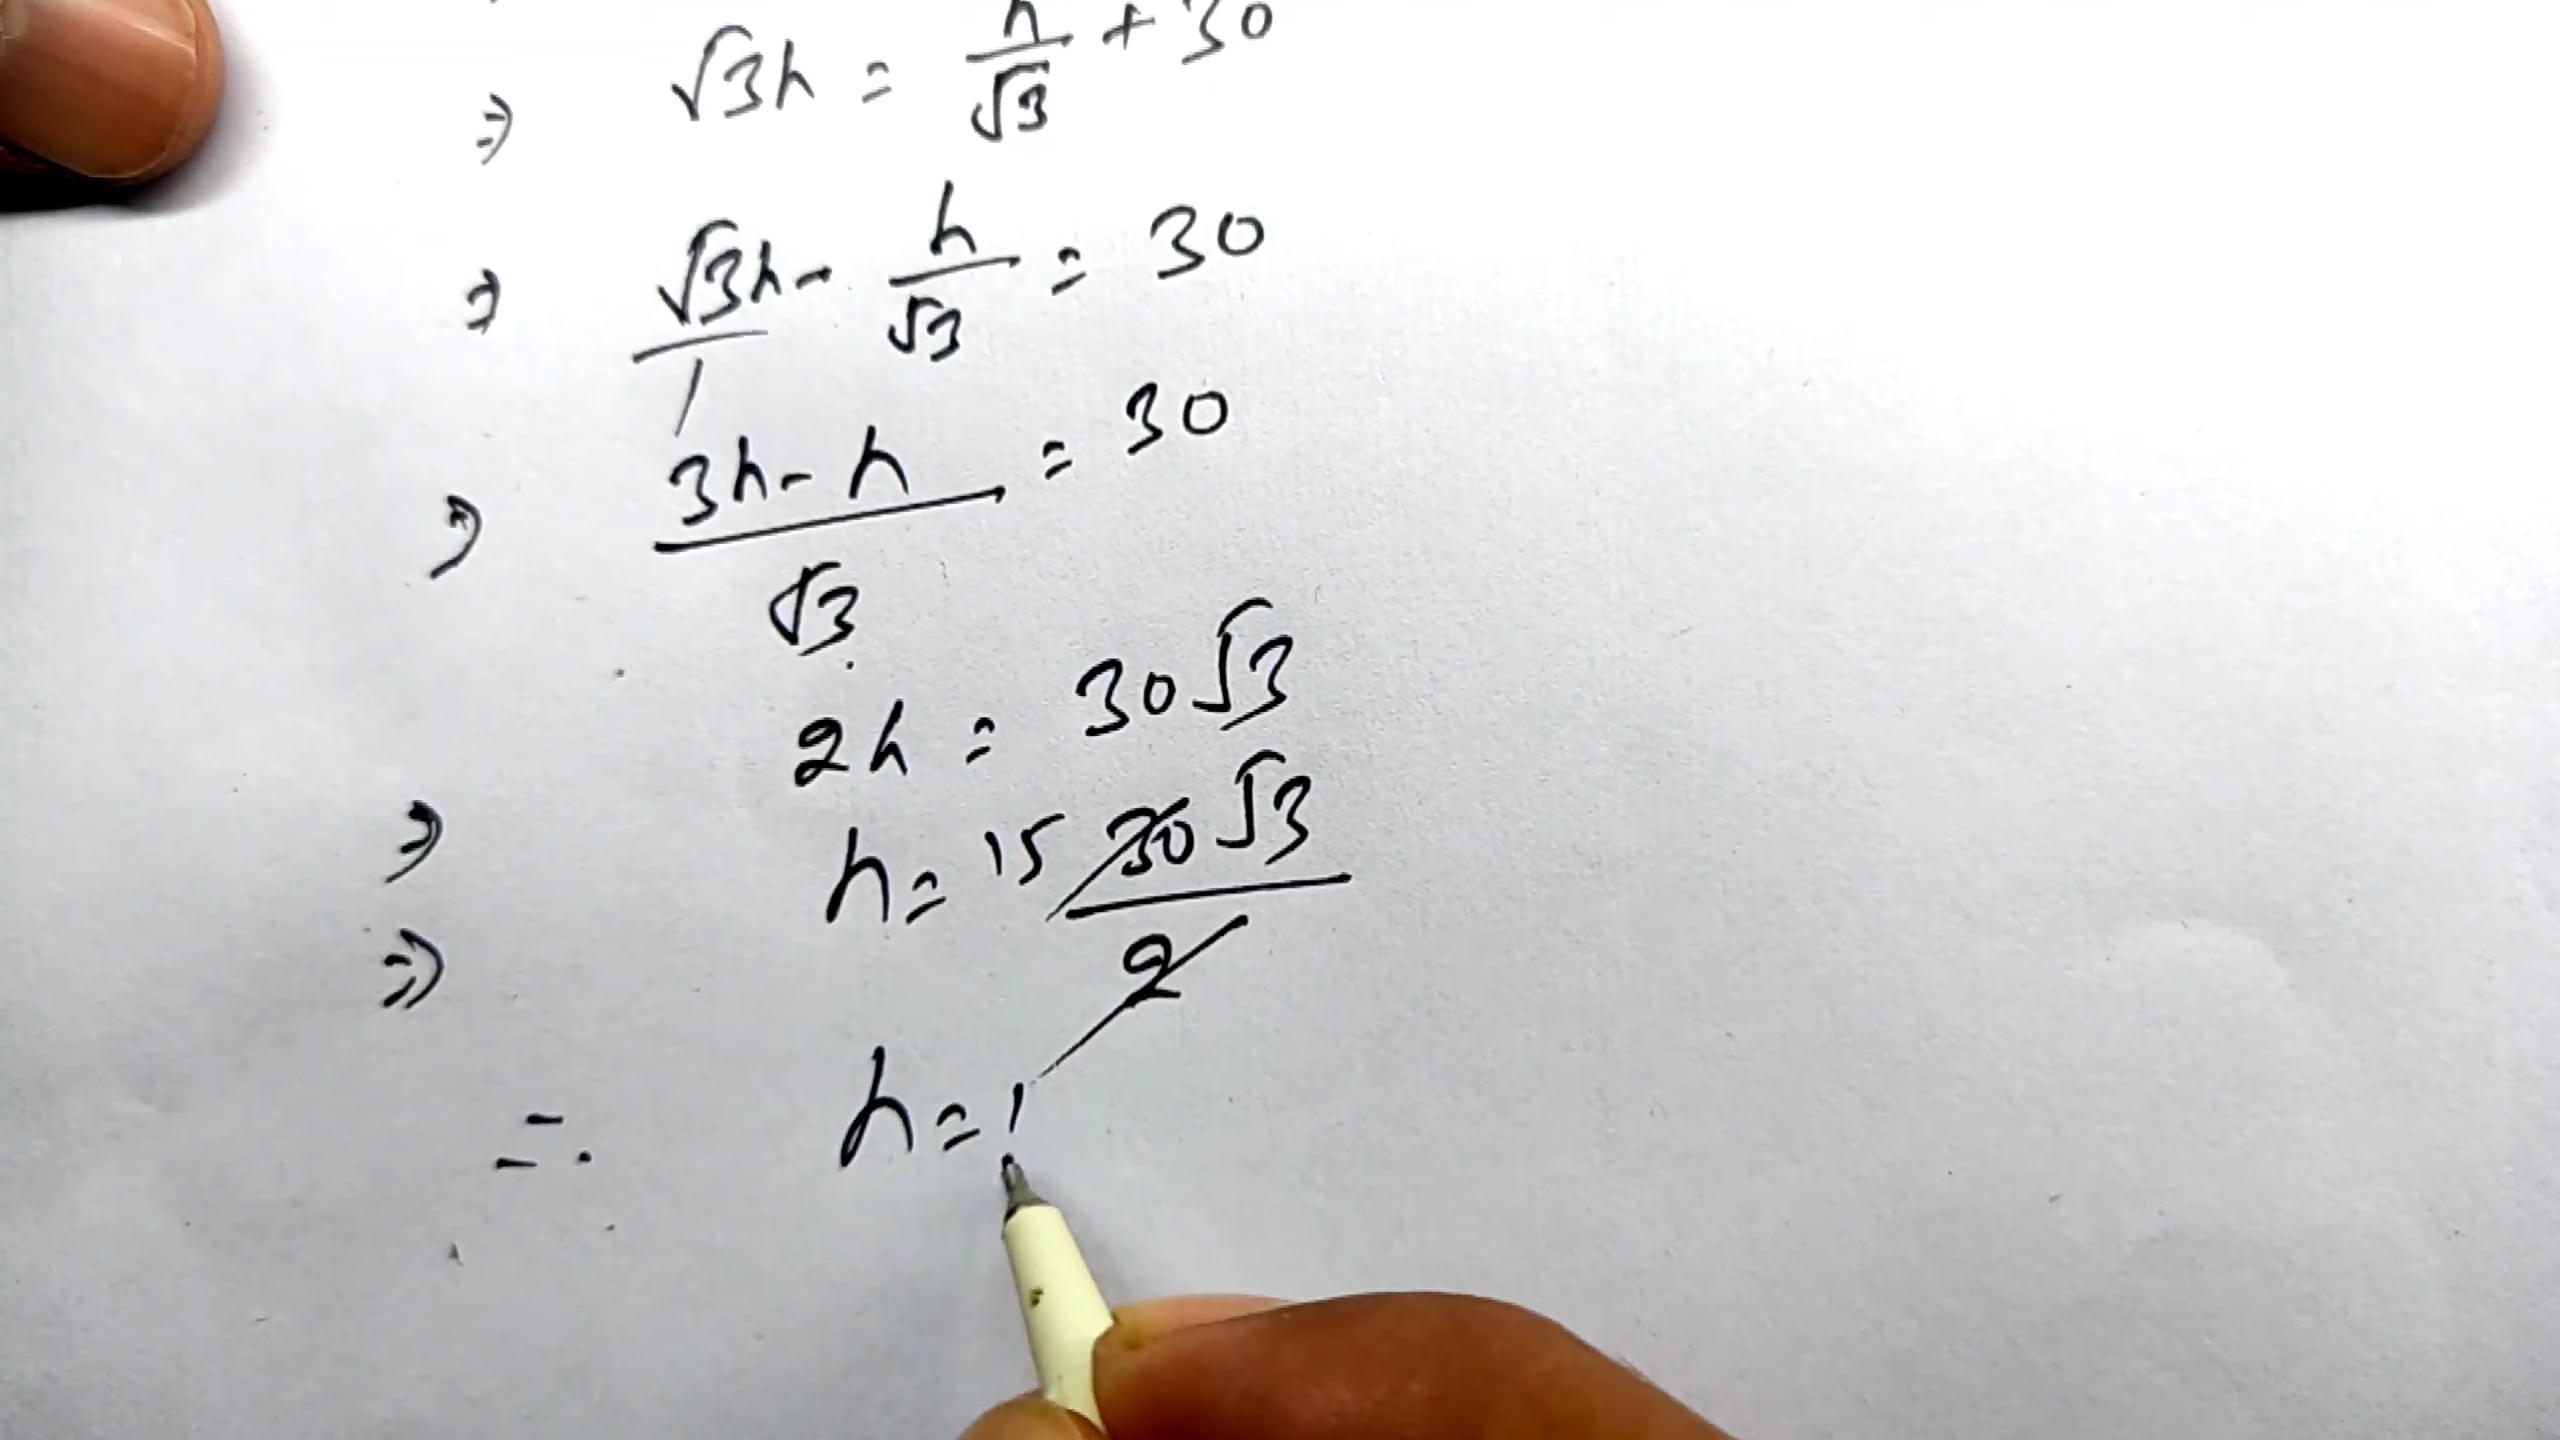 ⇒ √3h = h/√3 + 30
⇒ √3h/1 - h/√3 = 30
⇒ 3h - h/√3 = 30
⇒ 2h = 30√3
⇒ h = 15 30√3/2
∴ h = 1